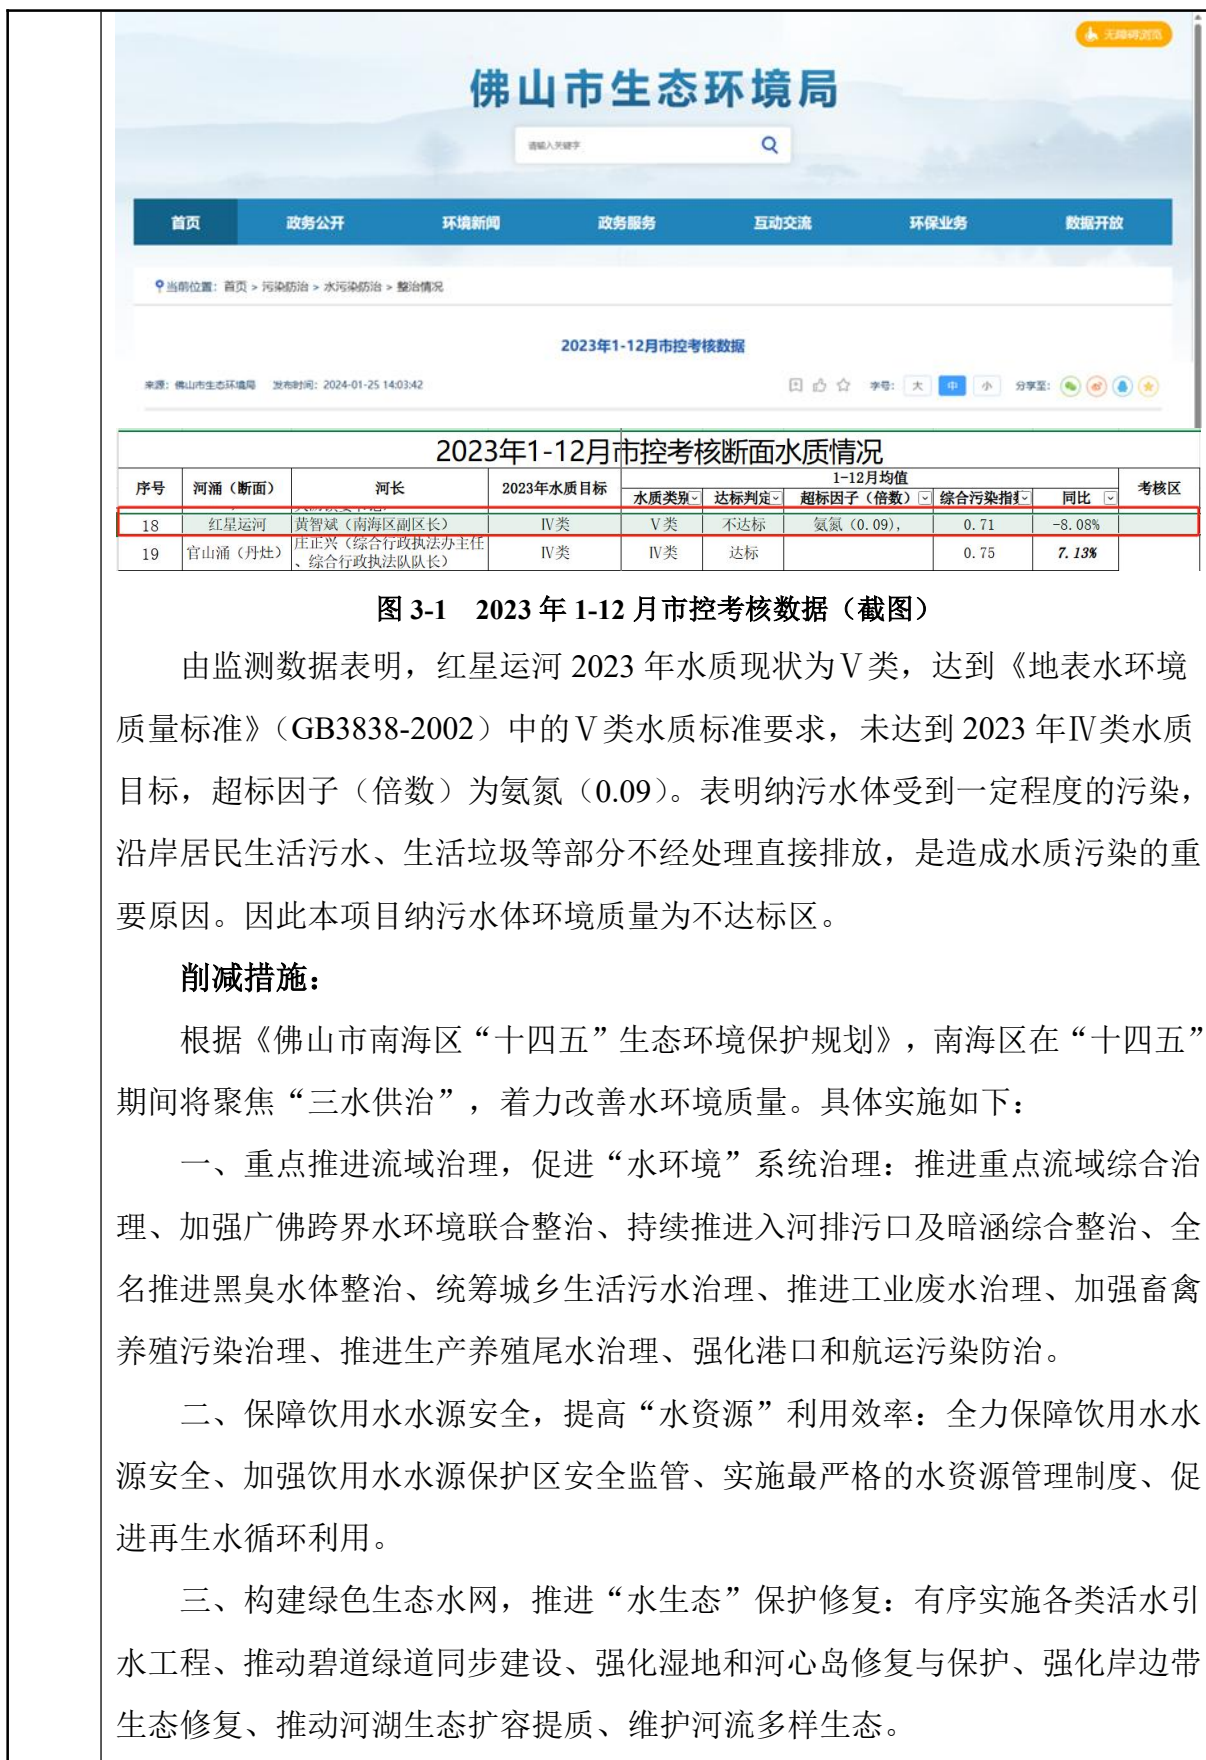 无障碍浏览
佛山市生态环境局
请输入关键字
首页 政务公开 环境新闻 政务服务 互动交流 环保业务 数据开放
当前位置：首页 > 污染防治 > 水污染防治 > 整治情况
2023年1-12月市控考核数据
来源：佛山市生态环境局 发布时间：2024-01-25 14:03:42 字号：大 中 小 分享至：
2023年1-12月市控考核断面水质情况
序号 河涌（断面） 河长 2023年水质目标 1-12月均值 考核区
水质类别 达标判定 超标因子（倍数） 综合污染指数 同比
18 红星运河 黄智斌（南海区副区长） Ⅳ类 Ⅴ类 不达标 氨氮（0.09）, 0.71 -8.08%
19 官山涌（丹灶） 庄正兴（综合行政执法办主任、综合行政执法队队长） Ⅳ类 Ⅳ类 达标 0.75 7.13%
图 3-1 2023 年 1-12 月市控考核数据（截图）
由监测数据表明，红星运河 2023 年水质现状为Ⅴ类，达到《地表水环境
质量标准》（GB3838-2002）中的Ⅴ类水质标准要求，未达到 2023 年Ⅳ类水质
目标，超标因子（倍数）为氨氮（0.09）。表明纳污水体受到一定程度的污染，
沿岸居民生活污水、生活垃圾等部分不经处理直接排放，是造成水质污染的重
要原因。因此本项目纳污水体环境质量为不达标区。
削减措施：
根据《佛山市南海区“十四五”生态环境保护规划》，南海区在“十四五”
期间将聚焦“三水供治”，着力改善水环境质量。具体实施如下：
一、重点推进流域治理，促进“水环境”系统治理：推进重点流域综合治
理、加强广佛跨界水环境联合整治、持续推进入河排污口及暗涵综合整治、全
名推进黑臭水体整治、统筹城乡生活污水治理、推进工业废水治理、加强畜禽
养殖污染治理、推进生产养殖尾水治理、强化港口和航运污染防治。
二、保障饮用水水源安全，提高“水资源”利用效率：全力保障饮用水水
源安全、加强饮用水水源保护区安全监管、实施最严格的水资源管理制度、促
进再生水循环利用。
三、构建绿色生态水网，推进“水生态”保护修复：有序实施各类活水引
水工程、推动碧道绿道同步建设、强化湿地和河心岛修复与保护、强化岸边带
生态修复、推动河湖生态扩容提质、维护河流多样生态。